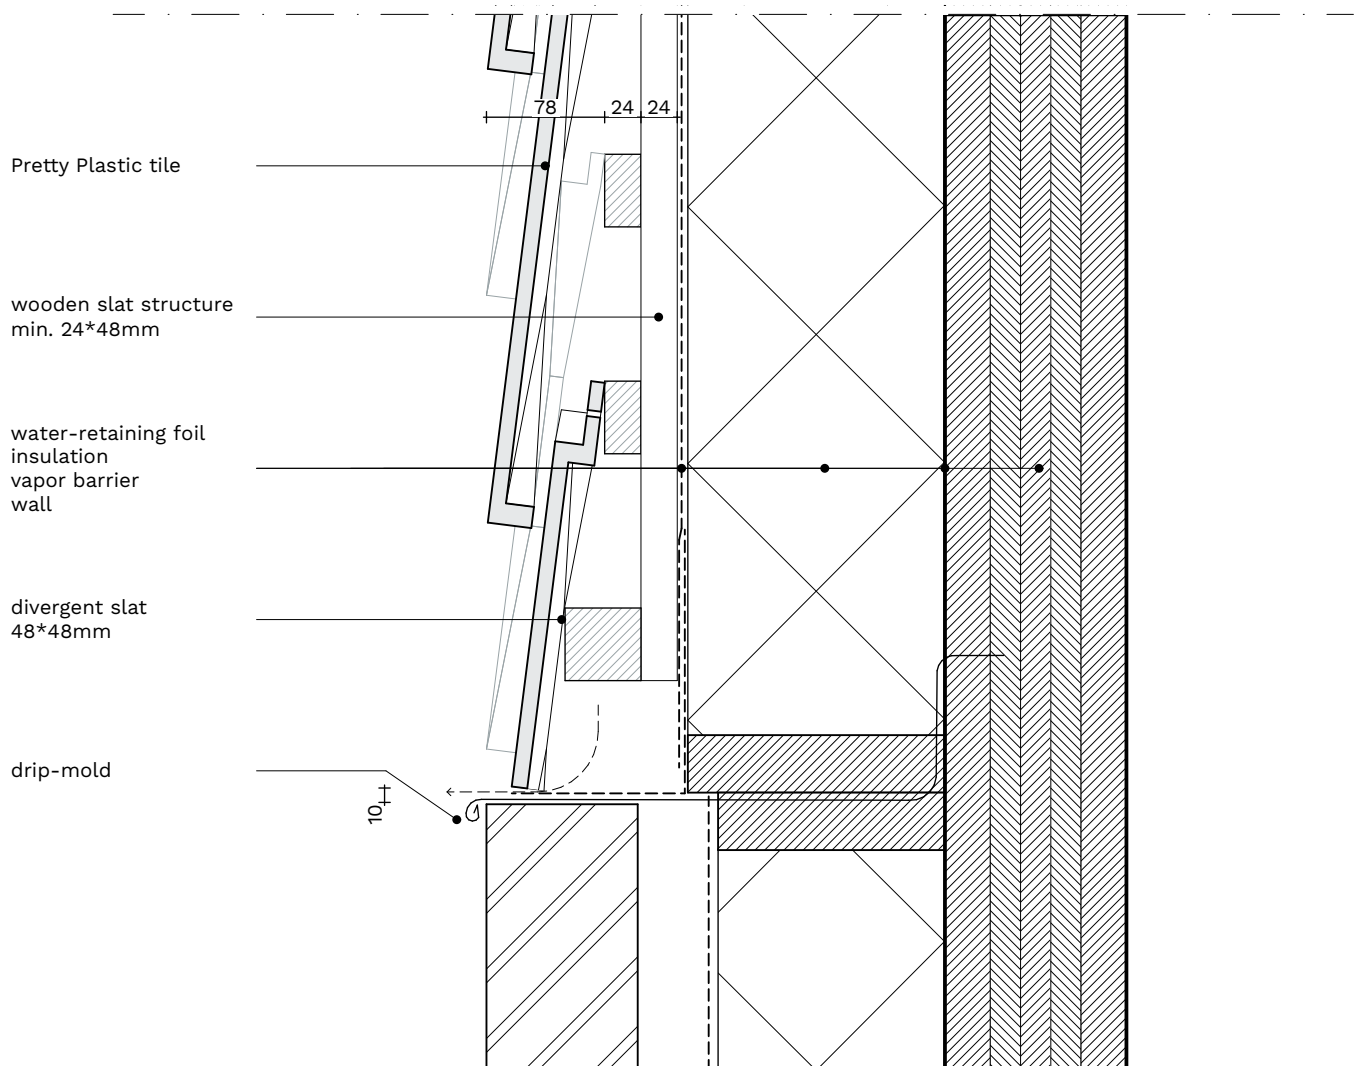 78 24 24
Pretty Plastic tile
wooden slat structure
min. 24*48mm
water-retaining foil
insulation
vapor barrier
wall
divergent slat
48*48mm
drip-mold
10